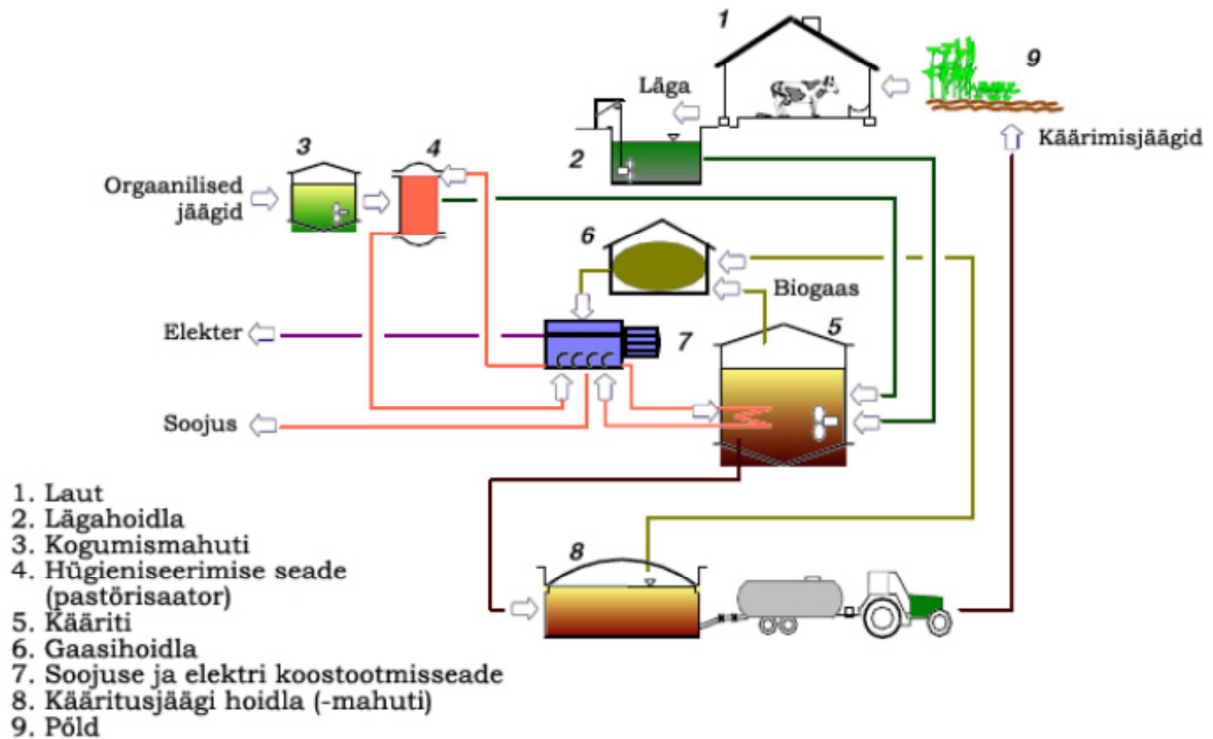 1
9
Läga
Käärimisjäägid
2
3
4
Orgaanilised
jäägid
6
Biogaas
5
Elekter
7
Soojus
8
1. Laut
2. Lägahoidla
3. Kogumismahuti
4. Hügieniseerimise seade
(pastörisaator)
5. Kääriti
6. Gaasihoidla
7. Soojuse ja elektri koostootmisseade
8. Kääritusjäägi hoidla (-mahuti)
9. Põld